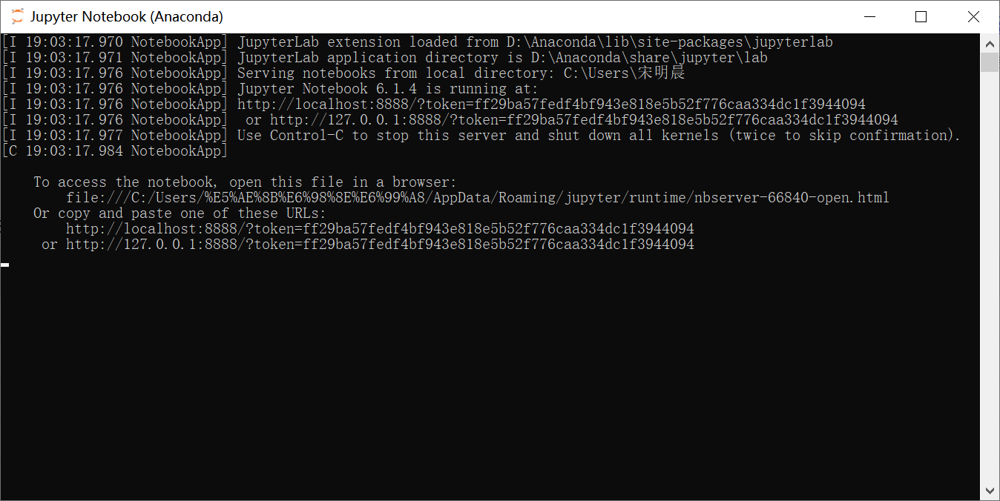 Jupyter Notebook (Anaconda)
[I 19:03:17.970 NotebookApp] JupyterLab extension loaded from D:\Anaconda\lib\site-packages\jupyterlab
[I 19:03:17.971 NotebookApp] JupyterLab application directory is D:\Anaconda\share\jupyter\lab
[I 19:03:17.976 NotebookApp] Serving notebooks from local directory: C:\Users\宋明晨
[I 19:03:17.976 NotebookApp] Jupyter Notebook 6.1.4 is running at:
[I 19:03:17.976 NotebookApp] http://localhost:8888/?token=ff29ba57fedf4bf943e818e5b52f776caa334dc1f3944094
[I 19:03:17.976 NotebookApp]  or http://127.0.0.1:8888/?token=ff29ba57fedf4bf943e818e5b52f776caa334dc1f3944094
[I 19:03:17.977 NotebookApp] Use Control-C to stop this server and shut down all kernels (twice to skip confirmation).
[C 19:03:17.984 NotebookApp]
To access the notebook, open this file in a browser:
file:///C:/Users/%E5%AE%8B%E6%98%8E%E6%99%A8/AppData/Roaming/jupyter/runtime/nbserver-66840-open.html
Or copy and paste one of these URLs:
http://localhost:8888/?token=ff29ba57fedf4bf943e818e5b52f776caa334dc1f3944094
or http://127.0.0.1:8888/?token=ff29ba57fedf4bf943e818e5b52f776caa334dc1f3944094